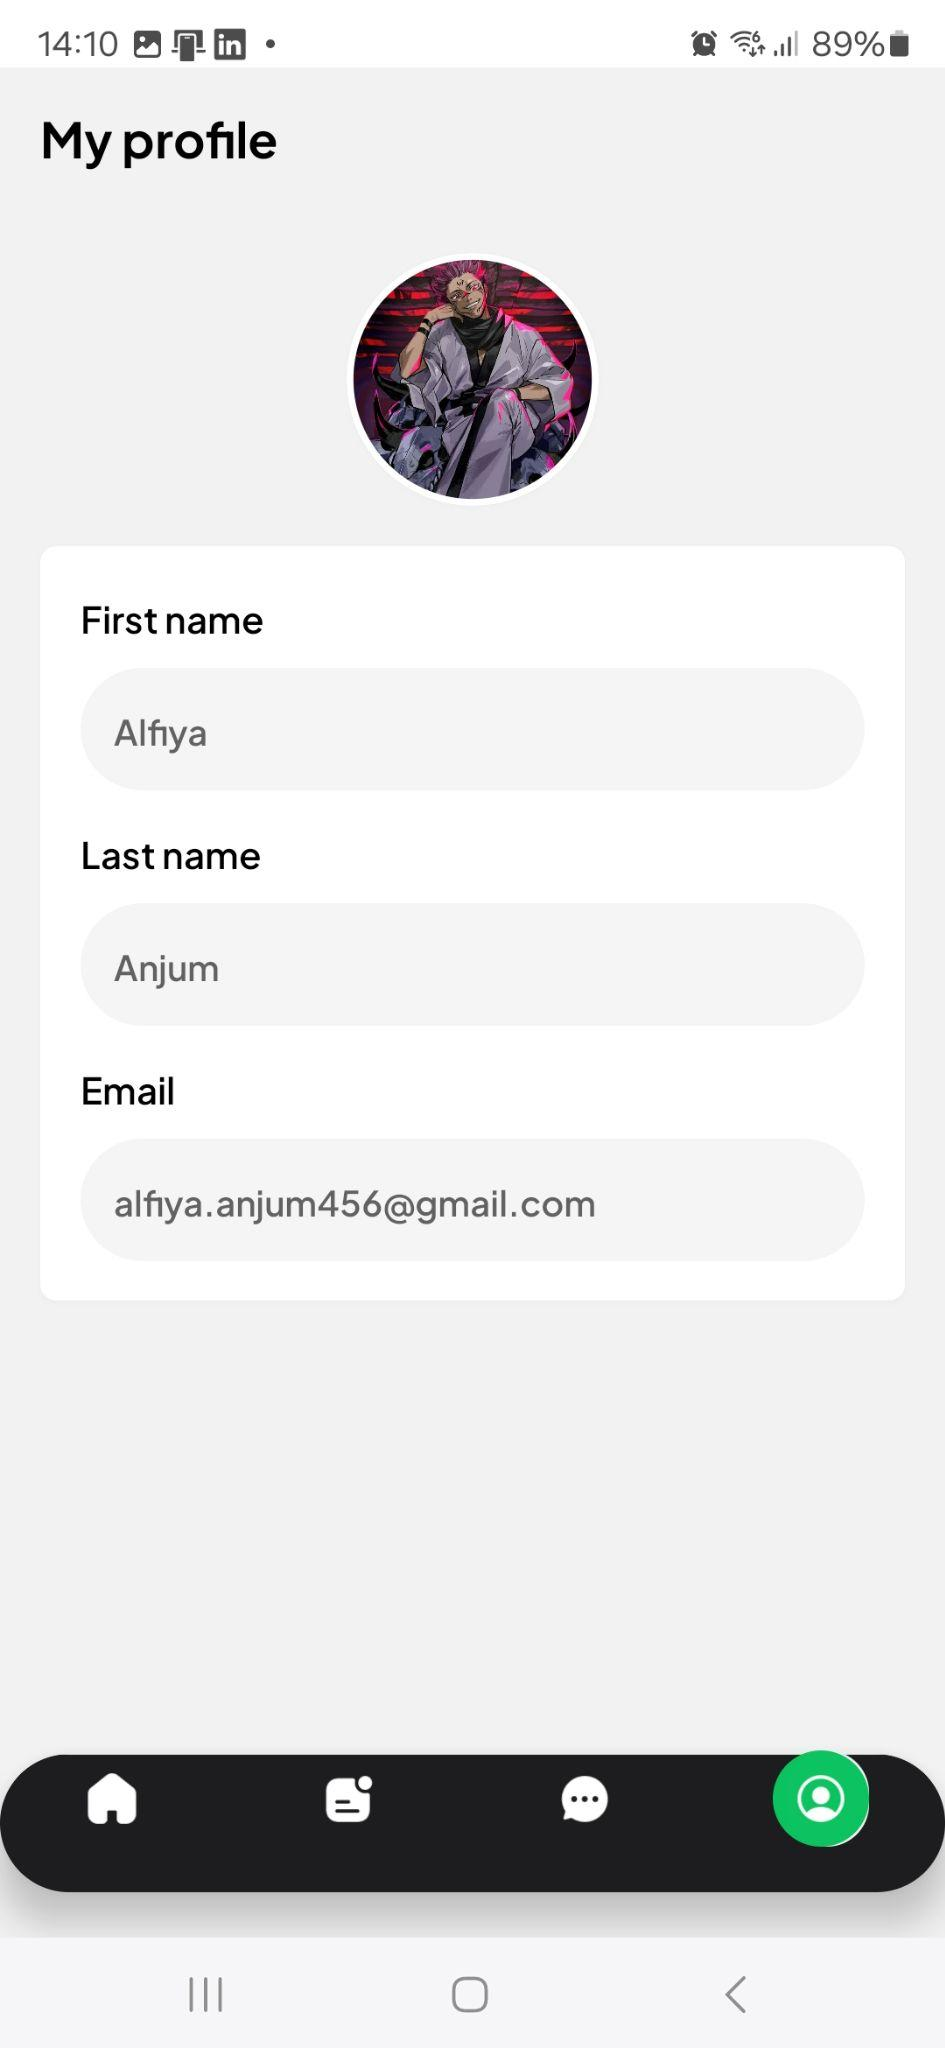 14:10
89%
My profile
First name
Alfiya
Last name
Anjum
Email
alfiya.anjum456@gmail.com